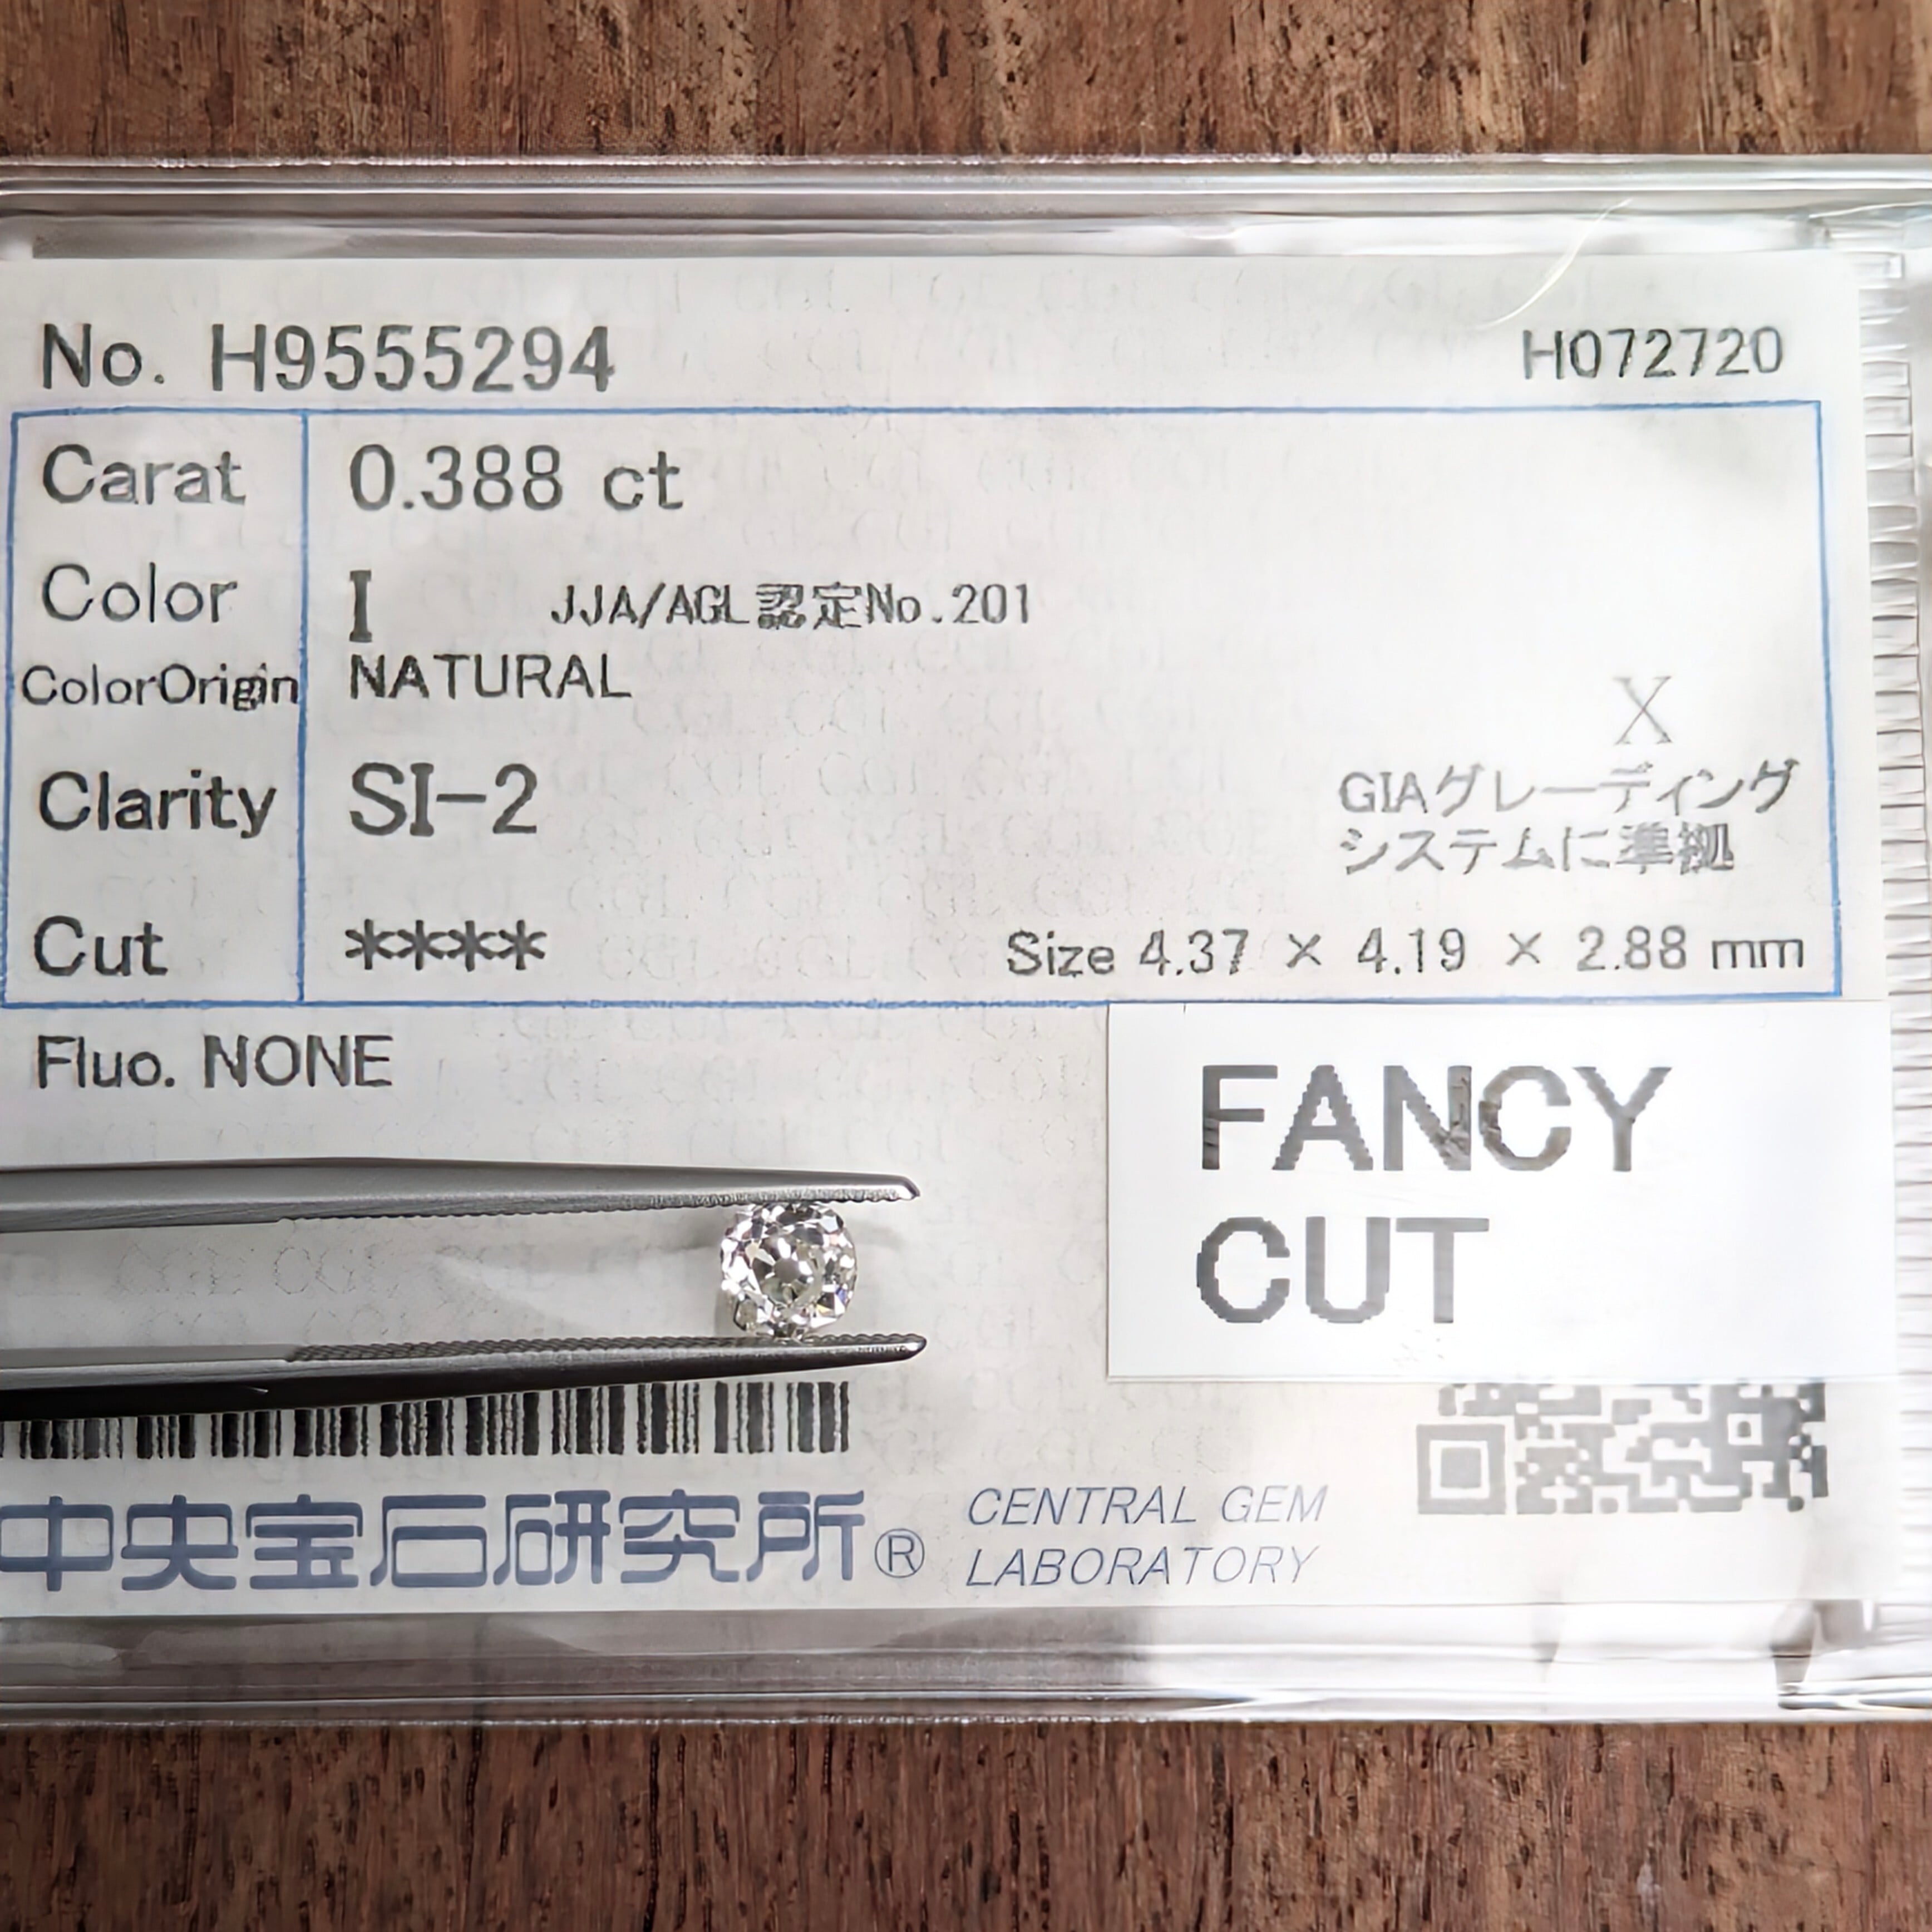 No. H9555294
H072720
Carat 0.388 ct
Color I JJA/AGL認定No.201
ColorOrigin NATURAL
X
Clarity SI-2
GIAグレーディング
システムに準拠
Cut ****
Size 4.37 × 4.19 × 2.88 mm
Fluo. NONE
FANCY
CUT
中央宝石研究所®
CENTRAL GEM
LABORATORY